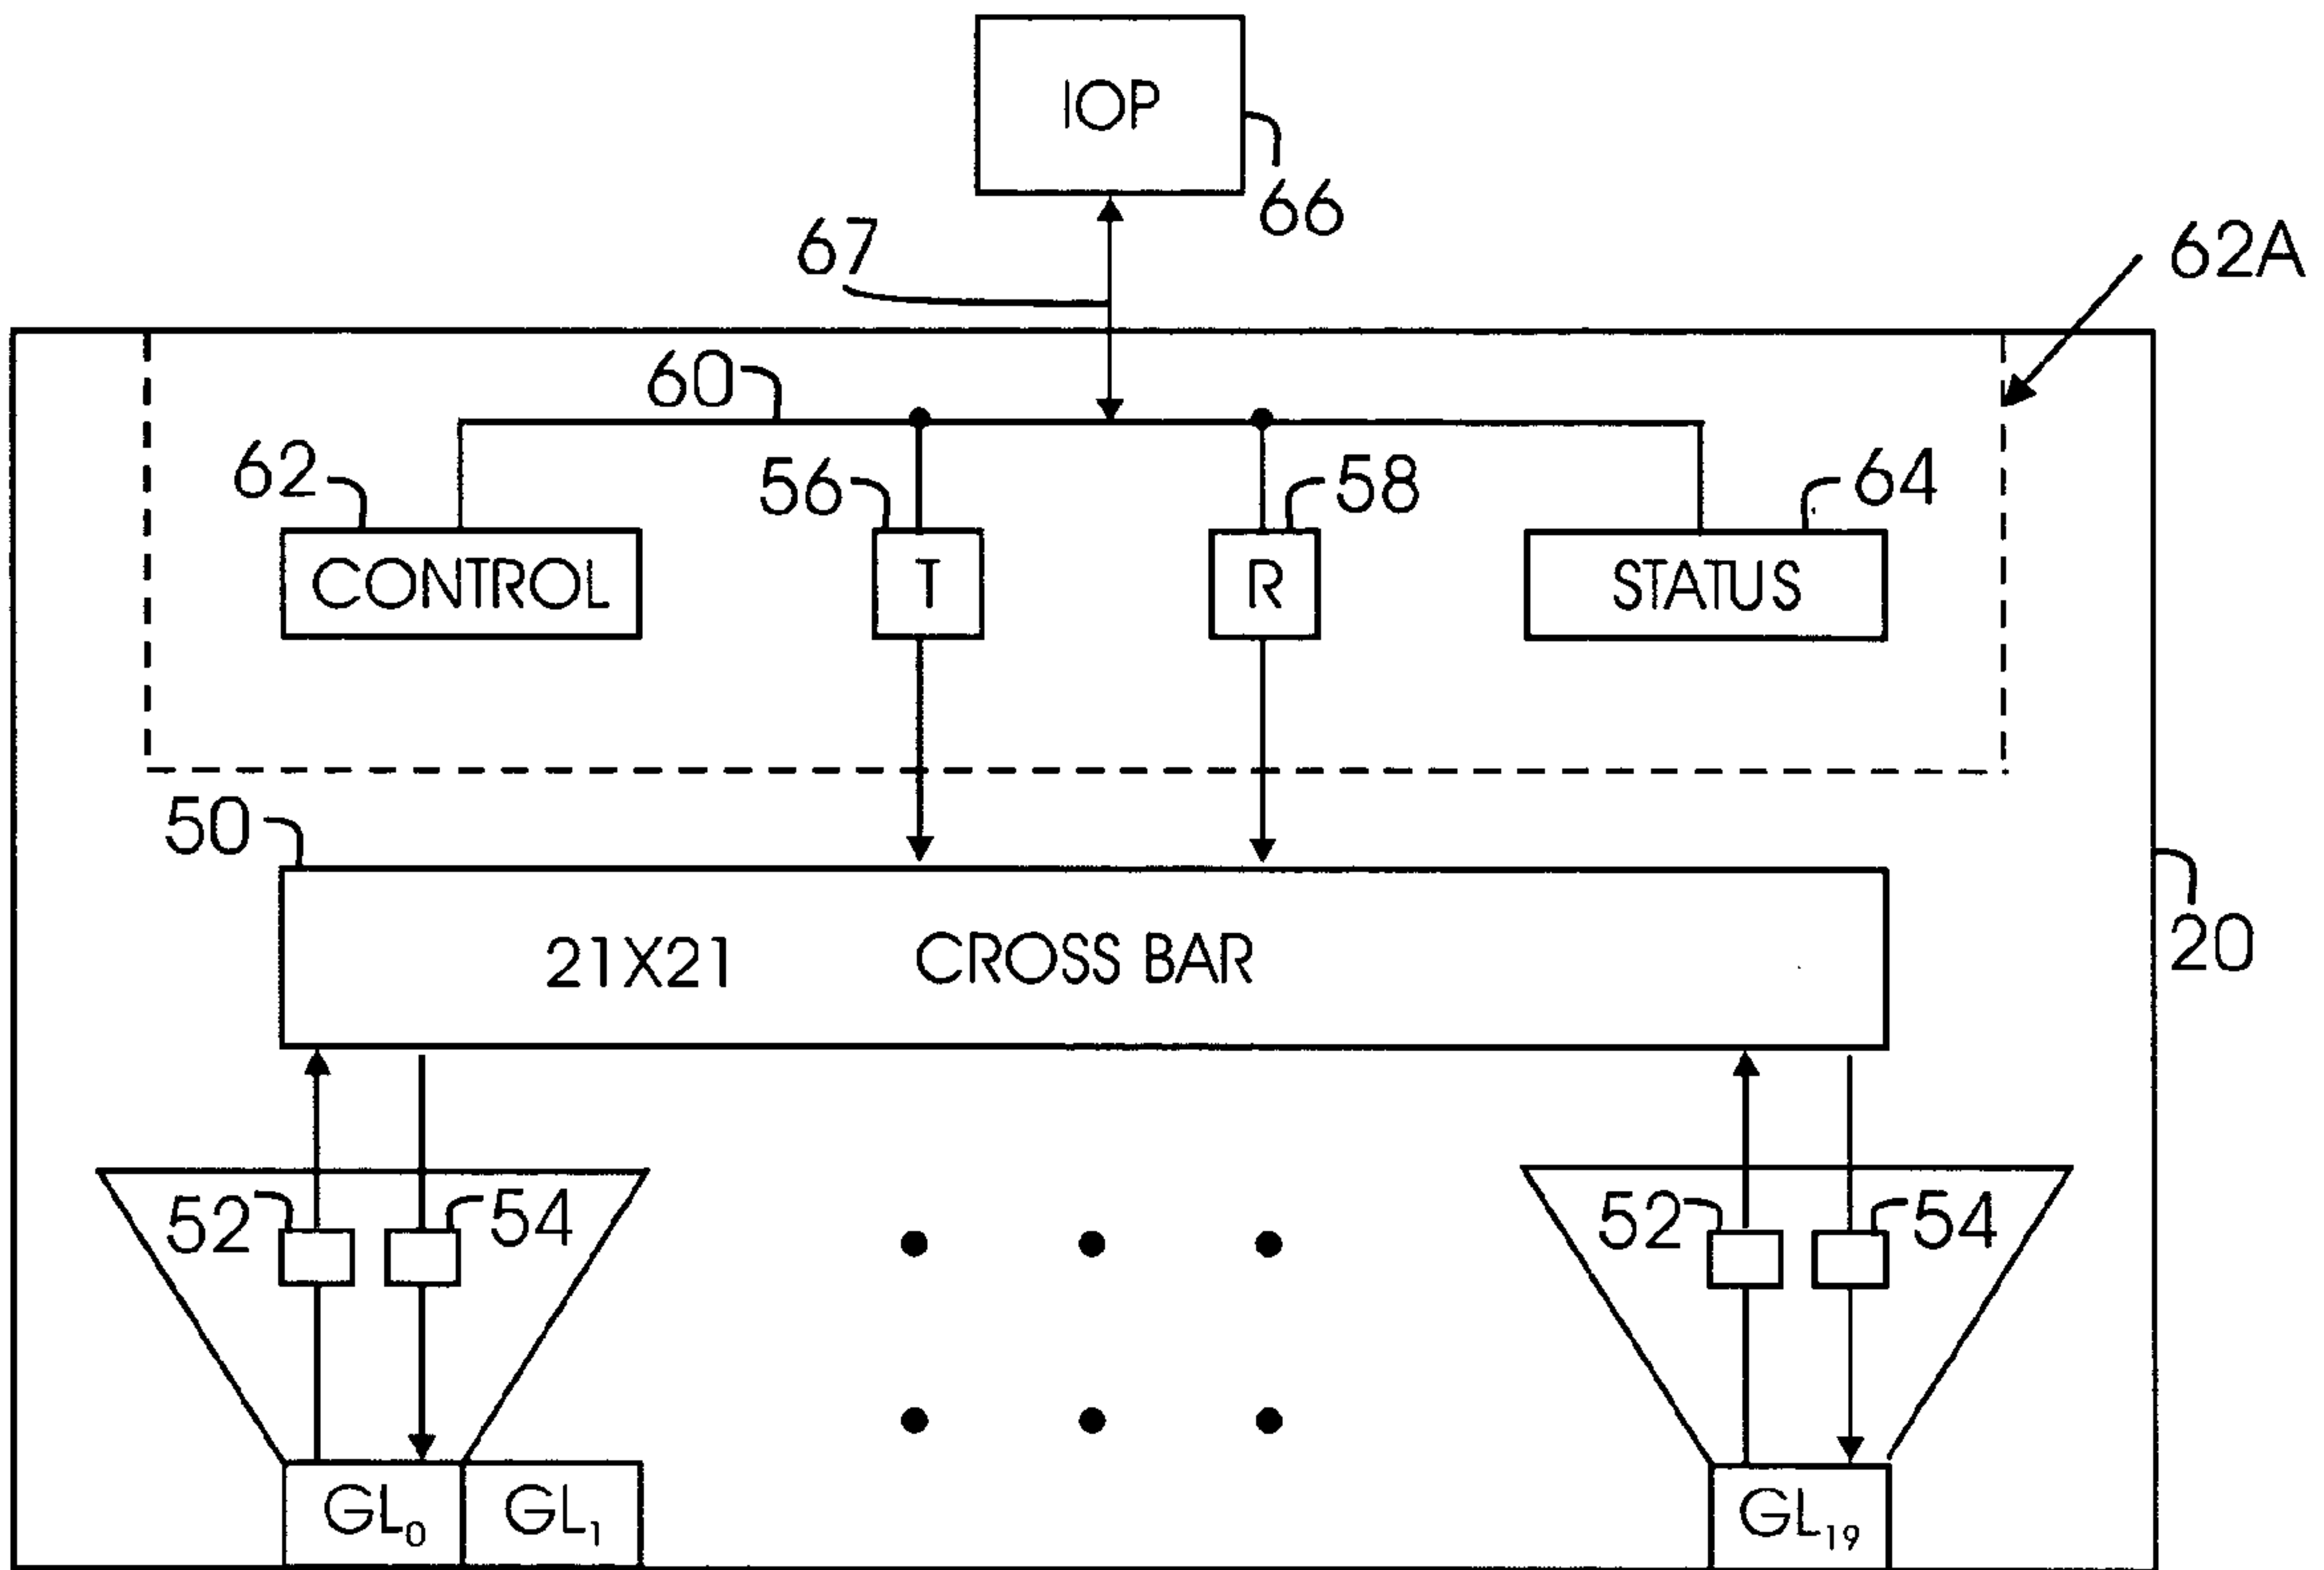 IOP
66
67
62A
60
62
56
58
64
CONTROL
T
R
STATUS
50
20
21X21 CROSS BAR
52
54
52
54
GL0
GL1
GL19